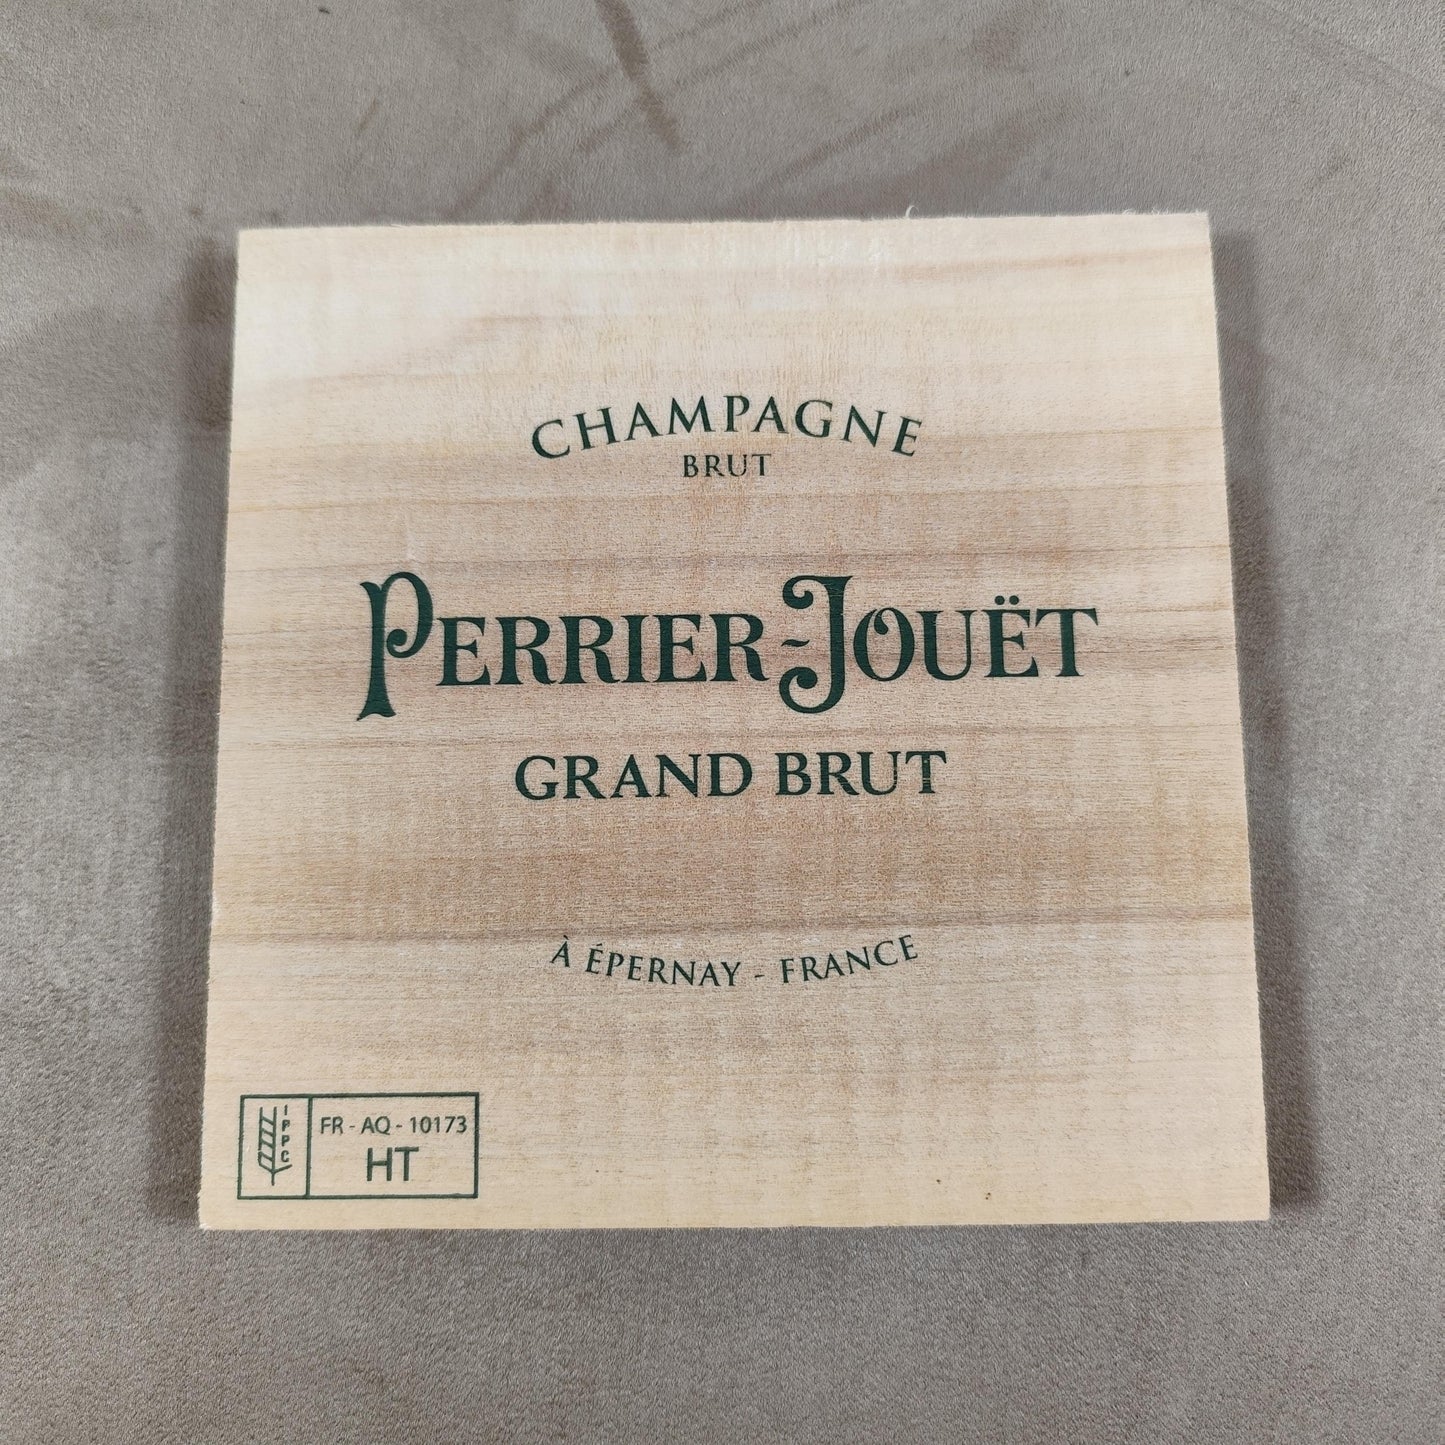 CHAMPAGNE
BRUT
PERRIER-JOUËT
GRAND BRUT
À ÉPERNAY - FRANCE
IPPC
FR - AQ - 10173
HT